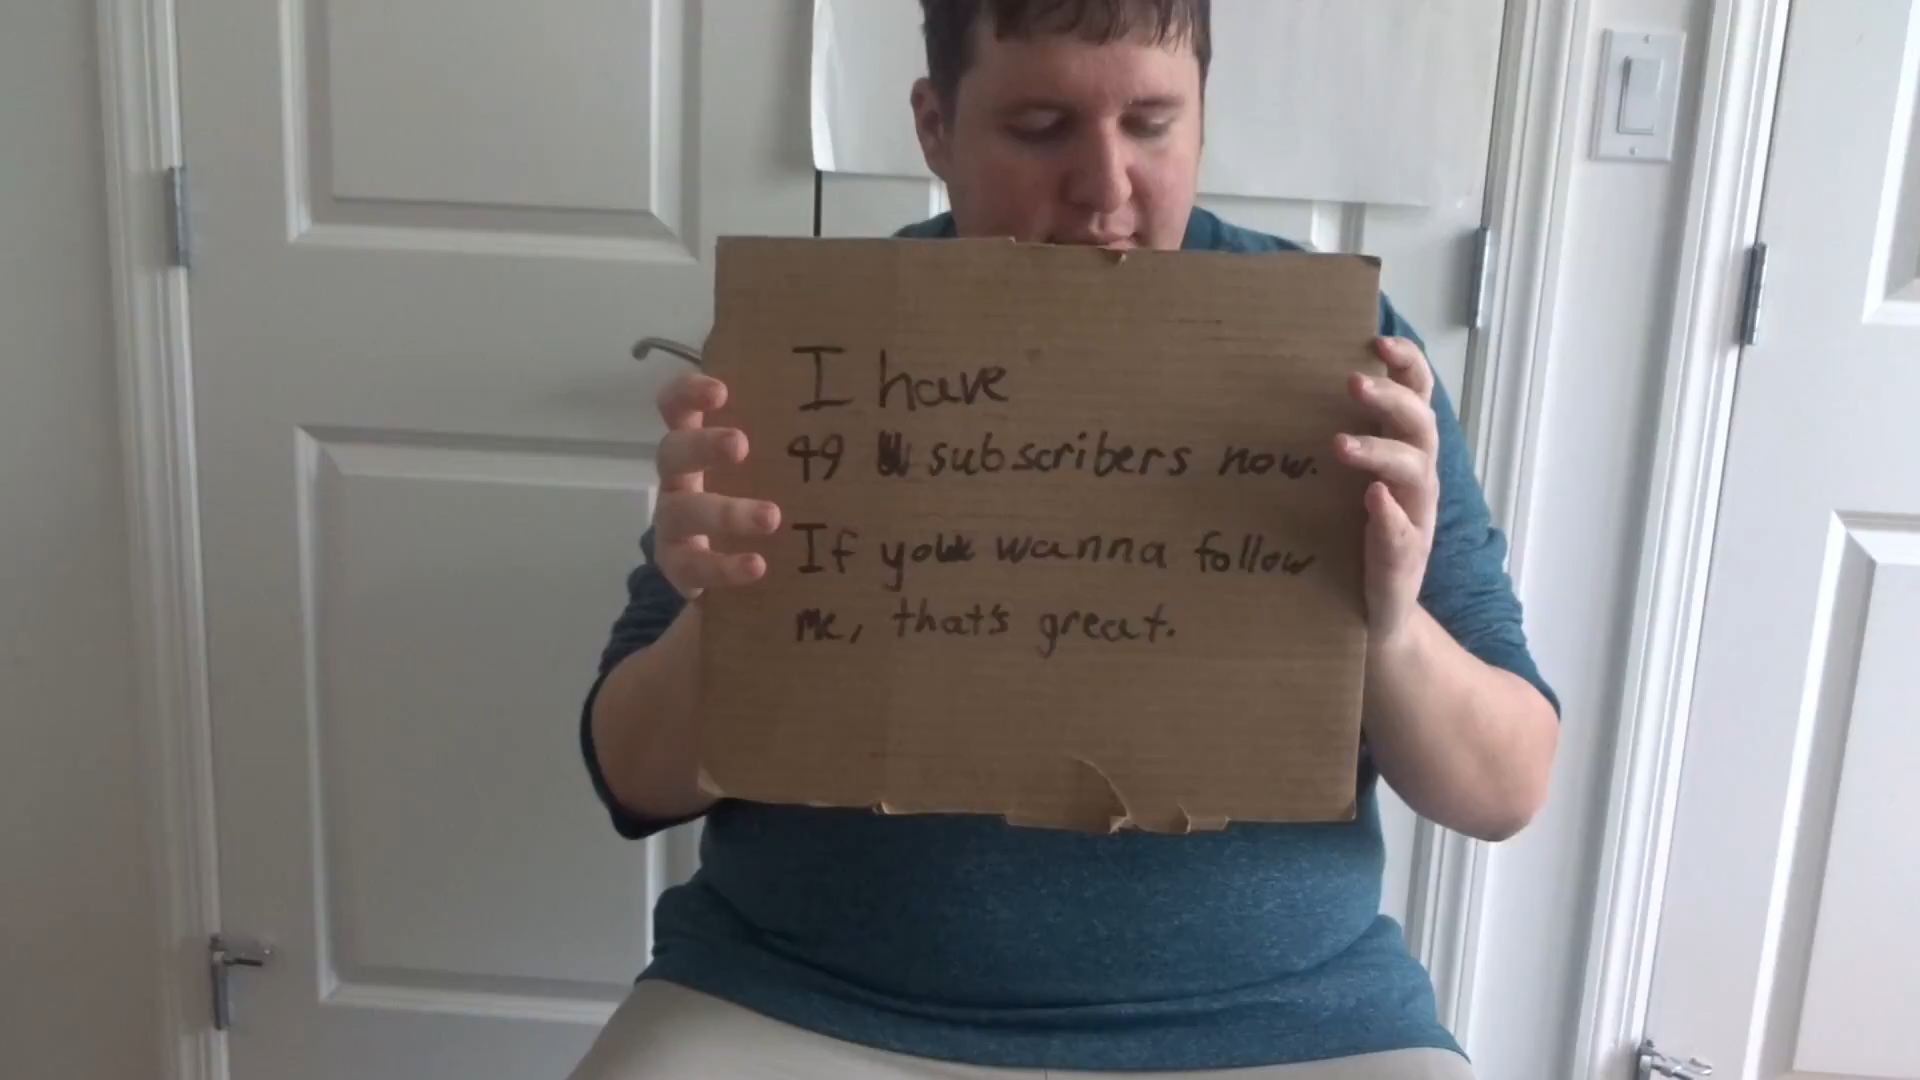 I have
49 subscribers now.
If you wanna follow
me, that's great.